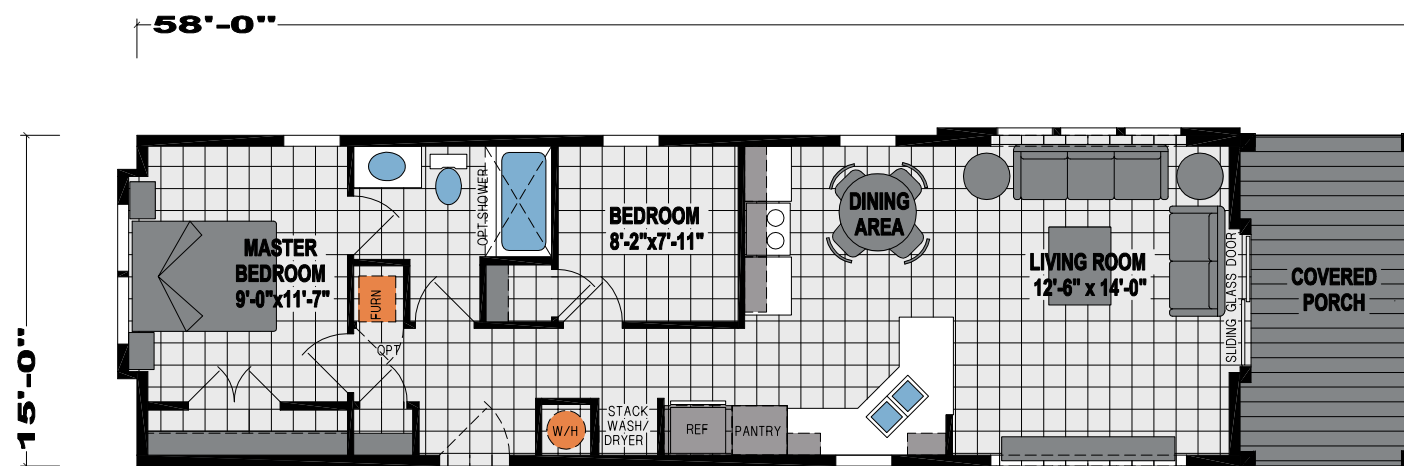 58'-0"
15'-0"
MASTER
BEDROOM
9'-0"x11'-7"
FURN
OPT
OPT SHOWER
BEDROOM
8'-2"x7'-11"
DINING
AREA
LIVING ROOM
12'-6" x 14'-0"
SLIDING GLASS DOOR
COVERED
PORCH
W/H
STACK
WASH/
DRYER
REF
PANTRY